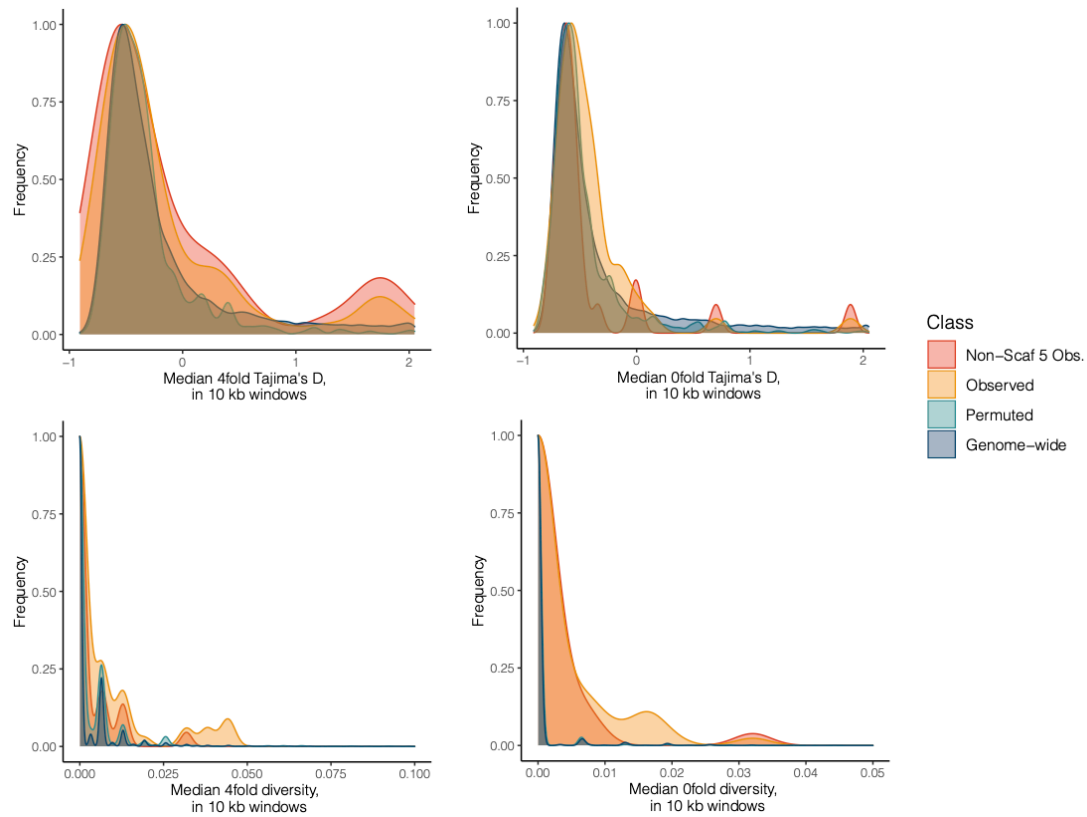 1.00
0.75
0.50
0.25
0.00
Frequency
−1
0
1
2
Median 4fold Tajima's D,
in 10 kb windows
1.00
0.75
0.50
0.25
0.00
Frequency
−1
0
1
2
Median 0fold Tajima's D,
in 10 kb windows
Class
Non−Scaf 5 Obs.
Observed
Permuted
Genome−wide
1.00
0.75
0.50
0.25
0.00
Frequency
0.000
0.025
0.050
0.075
0.100
Median 4fold diversity,
in 10 kb windows
1.00
0.75
0.50
0.25
0.00
Frequency
0.00
0.01
0.02
0.03
0.04
0.05
Median 0fold diversity,
in 10 kb windows